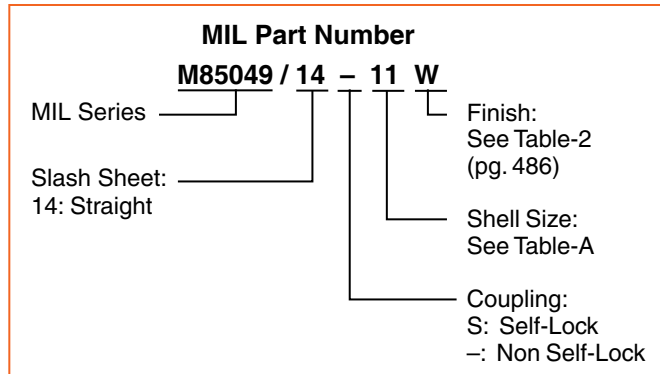 MIL Part Number
M85049 / 14 – 11 W
MIL Series
Finish:
See Table-2
(pg. 486)
Slash Sheet:
14: Straight
Shell Size:
See Table-A
Coupling:
S: Self-Lock
–: Non Self-Lock